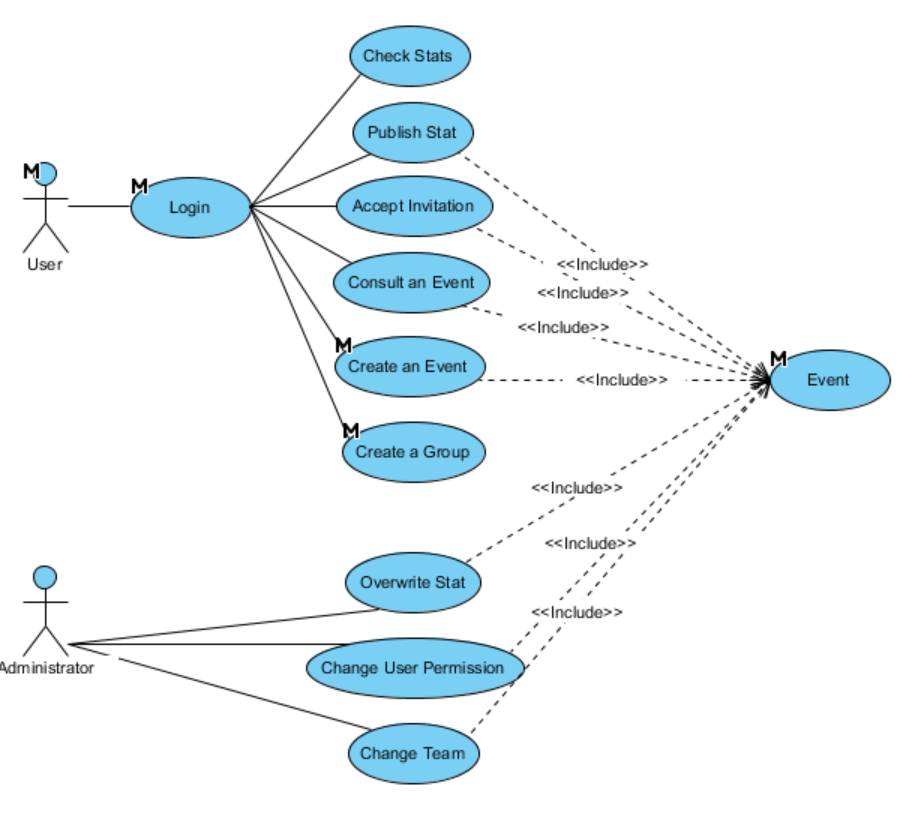 Check Stats
Publish Stat
M
M
Login
Accept Invitation
User
<<Include>>
Consult an Event
<<Include>>
<<Include>>
M
Create an Event
M
<<Include>>
Event
M
Create a Group
<<Include>>
<<Include>>
Overwrite Stat
<<Include>>
Administrator
Change User Permission
Change Team